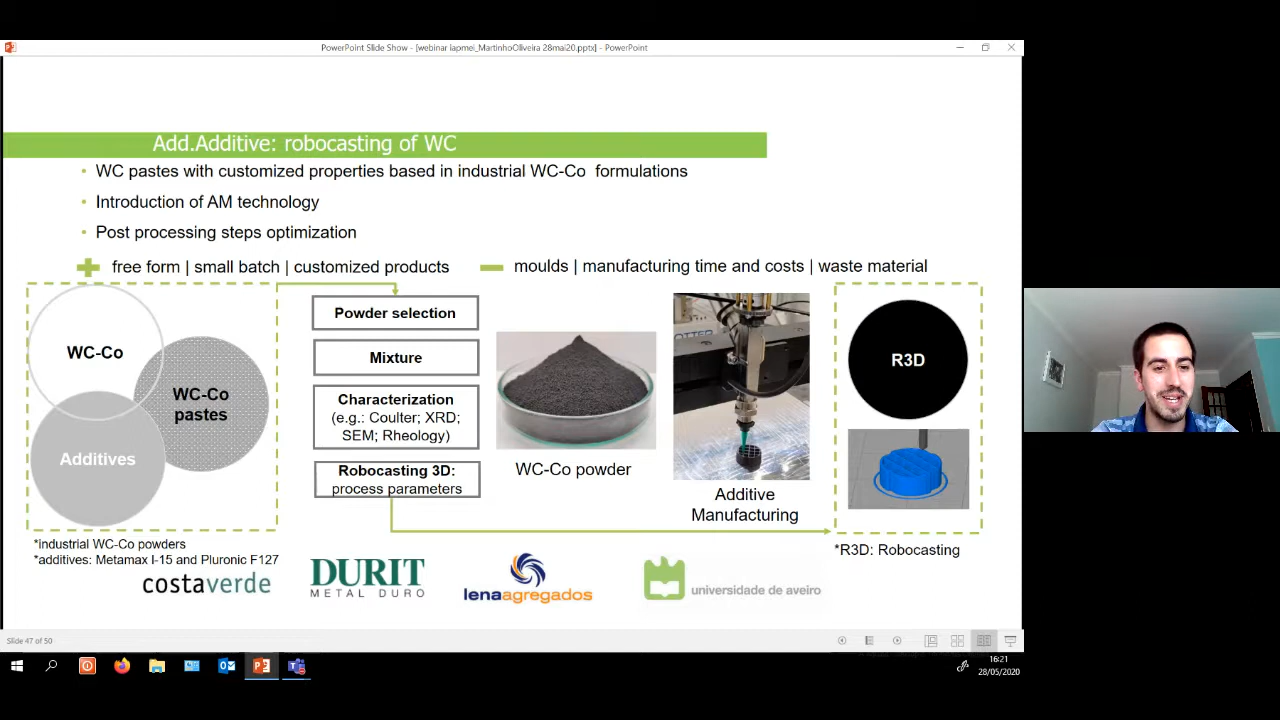 PowerPoint Slide Show - [webinar iapmei_MartinhoOliveira 28mai20.pptx] - PowerPoint
Add.Additive: robocasting of WC
• WC pastes with customized properties based in industrial WC-Co formulations
• Introduction of AM technology
• Post processing steps optimization
free form | small batch | customized products
moulds | manufacturing time and costs | waste material
WC-Co
WC-Co
pastes
Additives
*industrial WC-Co powders
*additives: Metamax I-15 and Pluronic F127
Powder selection
Mixture
Characterization
(e.g.: Coulter; XRD;
SEM; Rheology)
Robocasting 3D:
process parameters
WC-Co powder
Additive
Manufacturing
R3D
*R3D: Robocasting
costaverde
DURIT
METAL DURO
lenaagregados
universidade de aveiro
Slide 47 of 50
16:21
28/05/2020